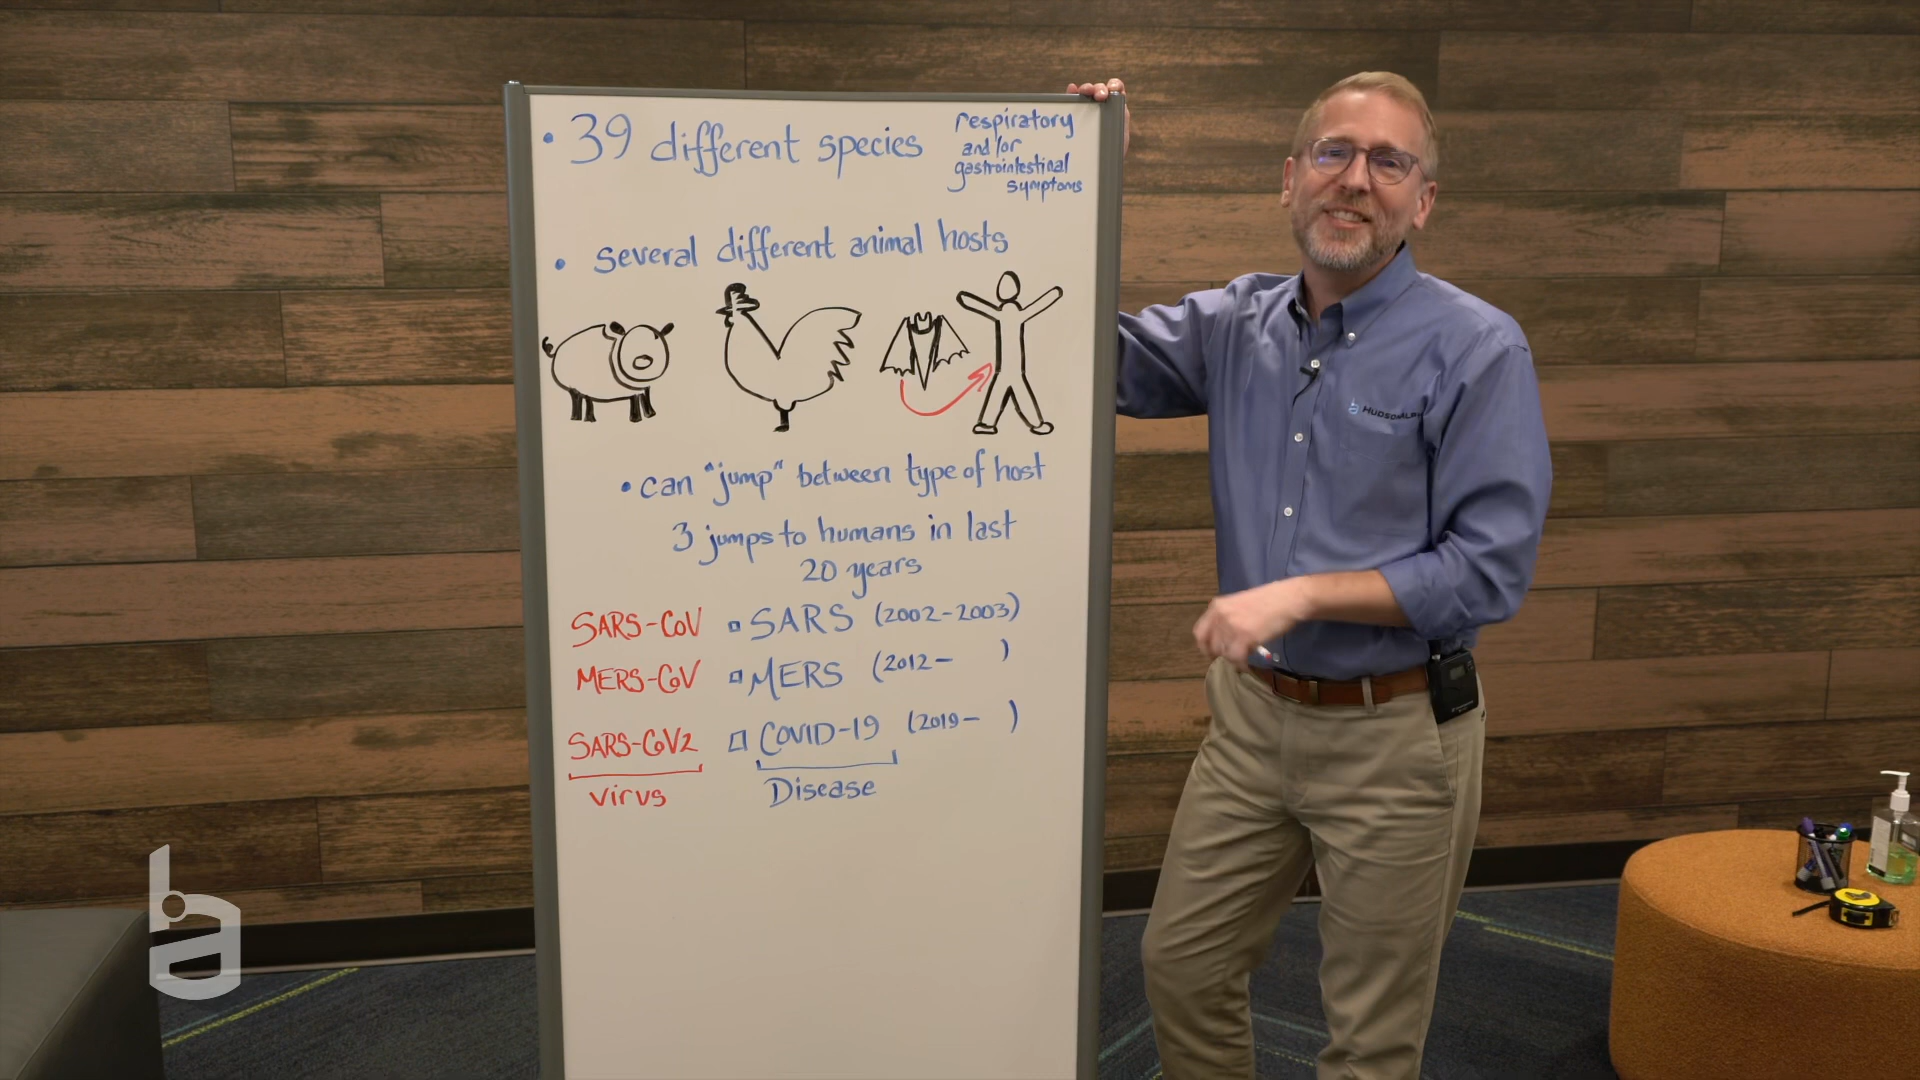 • 39 different species
respiratory
and/or
gastrointestinal
symptoms
• several different animal hosts
• can "jump" between type of host
3 jumps to humans in last
20 years
SARS-CoV ▫ SARS (2002-2003)
MERS-CoV ▫ MERS (2012- )
SARS-CoV2 ▫ COVID-19 (2019- )
virus Disease